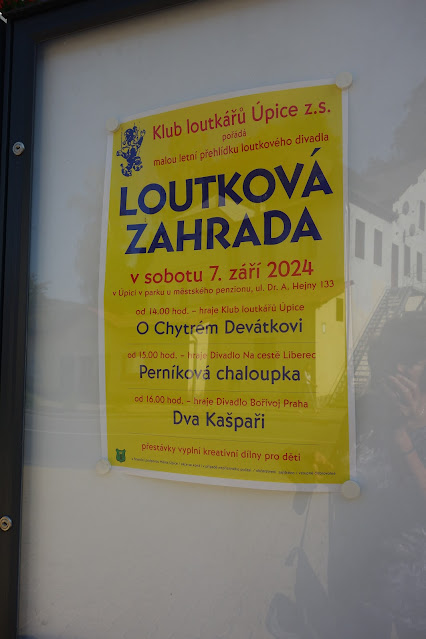 Klub loutkářů Úpice z.s.
pořádá
malou letní přehlídku loutkového divadla
LOUTKOVÁ
ZAHRADA
v sobotu 7. září 2024
v Úpici v parku u městského penzionu, ul. Dr. A. Hejny 133
od 14.00 hod. – hraje Klub loutkářů Úpice
O Chytrém Devátkovi
od 15.00 hod. – hraje Divadlo Na cestě Liberec
Perníková chaloupka
od 16.00 hod. – hraje Divadlo Bořivoj Praha
Dva Kašpaři
přestávky vyplní kreativní dílny pro děti